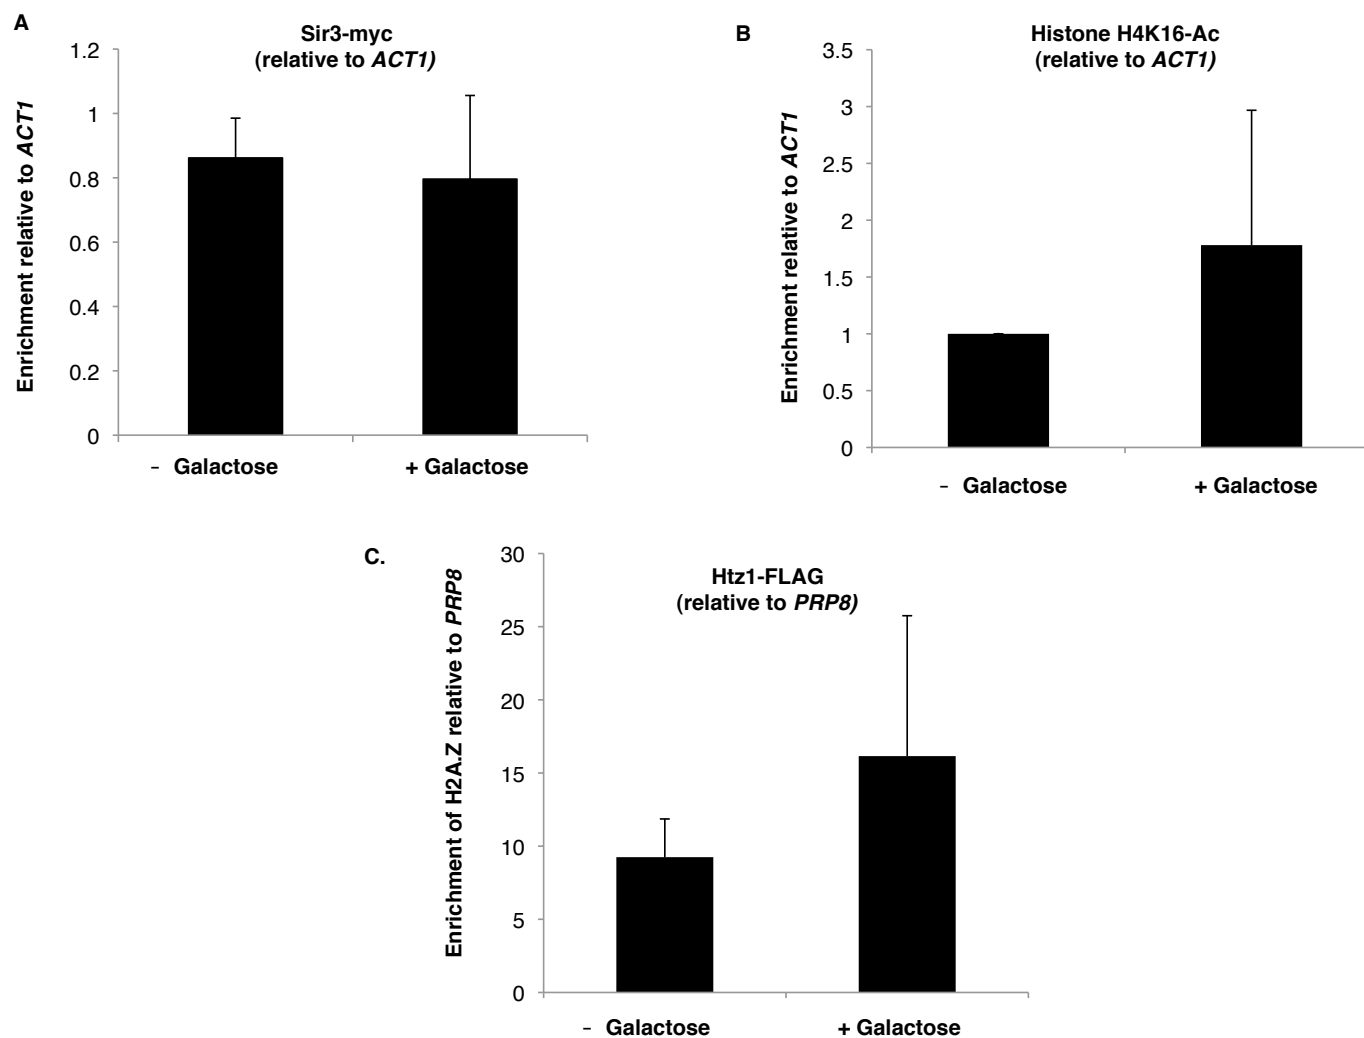 A
Sir3-myc
(relative to ACT1)
Enrichment relative to ACT1
1.2
1
0.8
0.6
0.4
0.2
0
- Galactose
+ Galactose
B
Histone H4K16-Ac
(relative to ACT1)
Enrichment relative to ACT1
3.5
3
2.5
2
1.5
1
0.5
0
- Galactose
+ Galactose
C.
Htz1-FLAG
(relative to PRP8)
Enrichment of H2A.Z relative to PRP8
30
25
20
15
10
5
0
- Galactose
+ Galactose